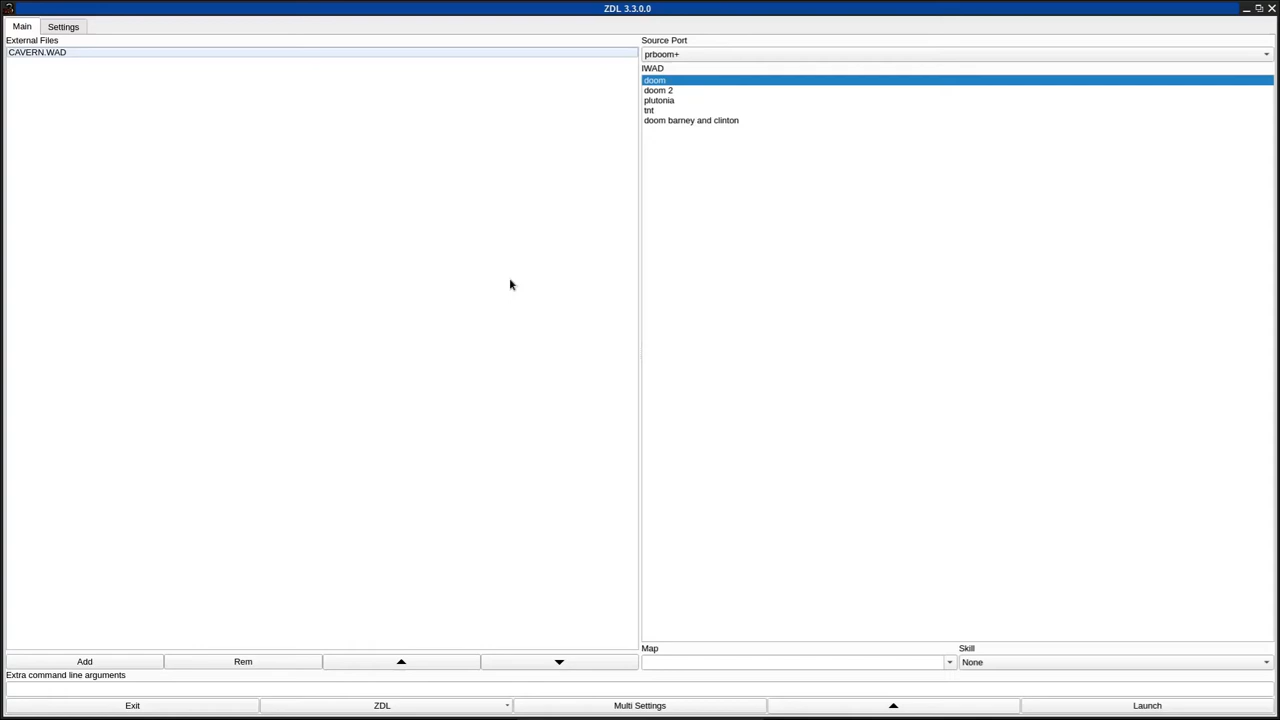 ZDL 3.3.0.0
Main
Settings
External Files
CAVERN.WAD
Source Port
prboom+
IWAD
doom
doom 2
plutonia
tnt
doom barney and clinton
Add
Rem
Map
Skill
None
Extra command line arguments
Exit
ZDL
Multi Settings
Launch